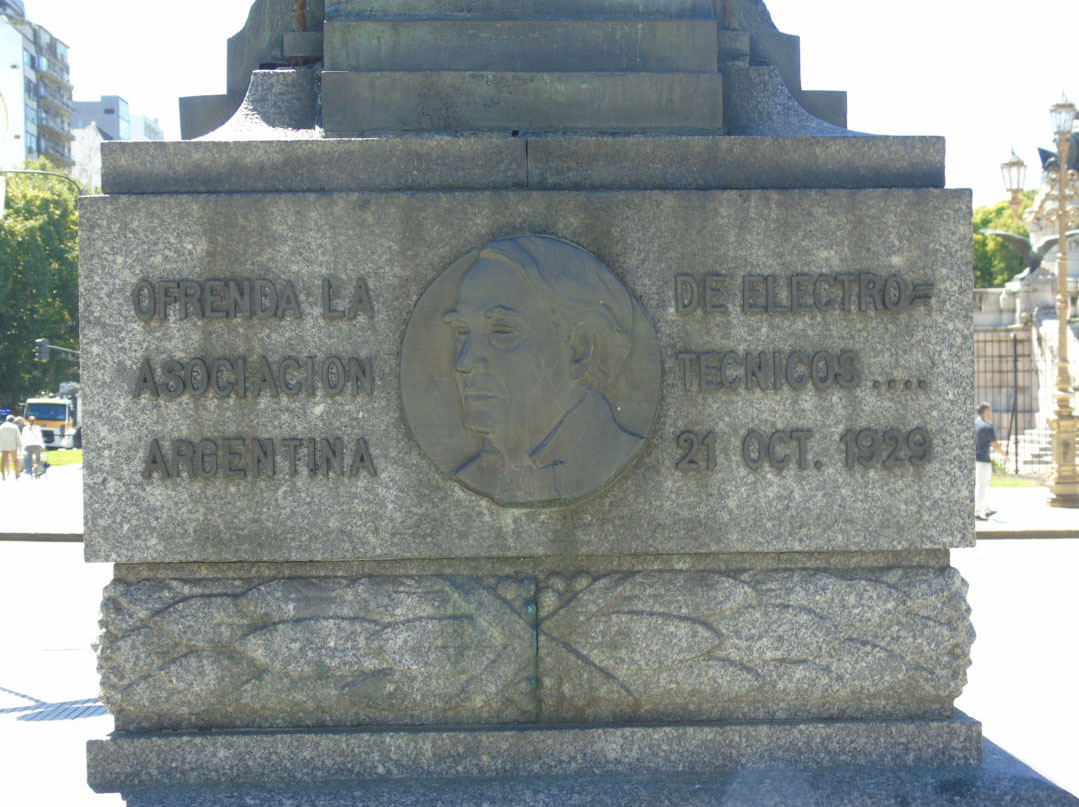 OFRENDA LA
ASOCIACION
ARGENTINA
DE ELECTRO=
TECNICOS....
21 OCT. 1929